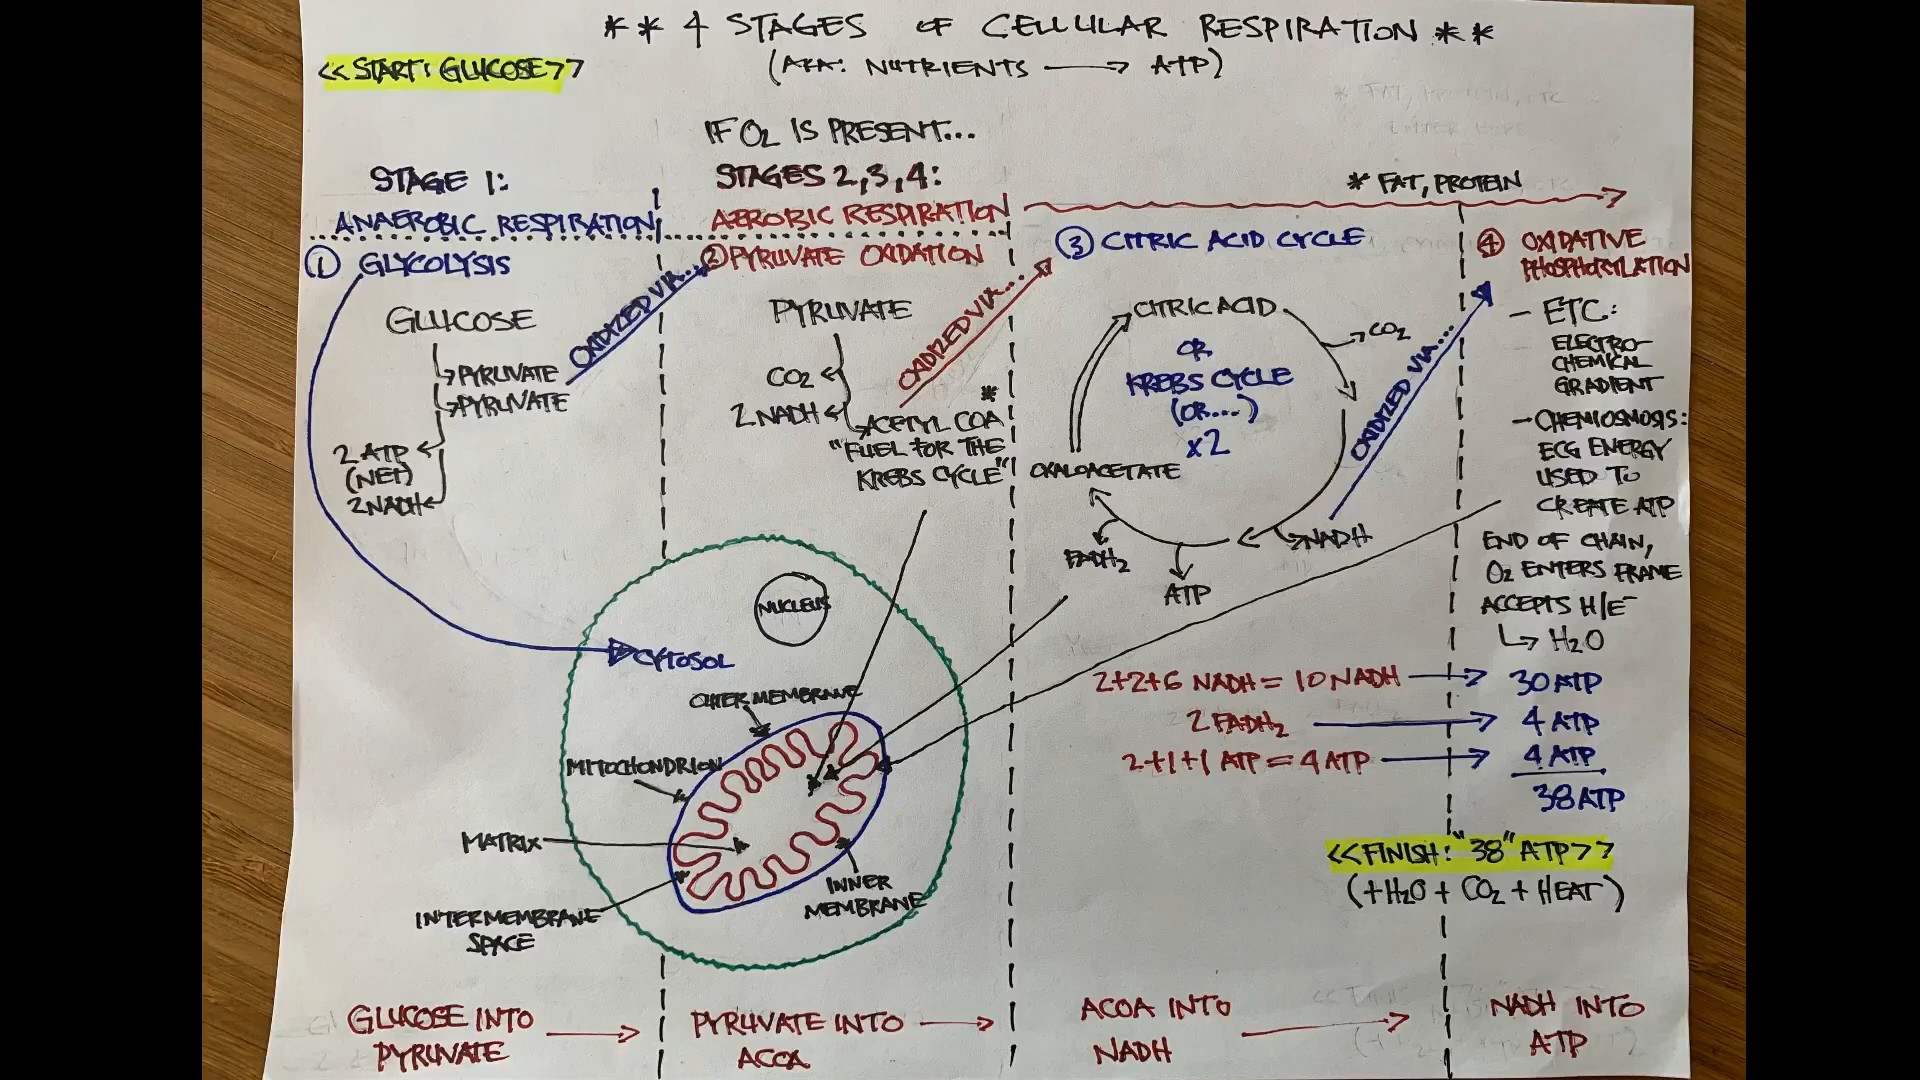 ** 4 STAGES OF CELLULAR RESPIRATION **
(AKA: NUTRIENTS → ATP)
<<START: GLUCOSE>>
IF O2 IS PRESENT...
STAGE 1:
ANAEROBIC RESPIRATION
STAGES 2,3,4:
AEROBIC RESPIRATION
* FAT, PROTEIN
① GLYCOLYSIS
GLUCOSE
PYRUVATE
PYRUVATE
2 ATP
(NET)
2 NADH
OXIDIZED VIA...
② PYRUVATE OXIDATION
PYRUVATE
CO2
2 NADH
*
ACETYL COA
"FUEL FOR THE
KREBS CYCLE"
OXIDIZED VIA...
③ CITRIC ACID CYCLE
CITRIC ACID
CO2
OR
KREBS CYCLE
(OR....)
x2
OXALOACETATE
NADH
FADH2
ATP
OXIDIZED VIA...
④ OXIDATIVE
PHOSPHORYLATION
- ETC:
ELECTRO-
CHEMICAL
GRADIENT
- CHEMIOSMOSIS:
ECG ENERGY
USED TO
CREATE ATP
END OF CHAIN,
O2 ENTERS FRAME
ACCEPTS H/E-
↳ H2O
NUCLEUS
CYTOSOL
OUTER MEMBRANE
MITOCHONDRION
MATRIX
INTERMEMBRANE
SPACE
INNER
MEMBRANE
2+2+6 NADH = 10 NADH → 30 ATP
2 FADH2 → 4 ATP
2+1+1 ATP = 4 ATP → 4 ATP
38 ATP
<<FINISH: "38" ATP>>
(+H2O + CO2 + HEAT)
GLUCOSE INTO
PYRUVATE
PYRUVATE INTO
ACOA
ACOA INTO
NADH
NADH INTO
ATP